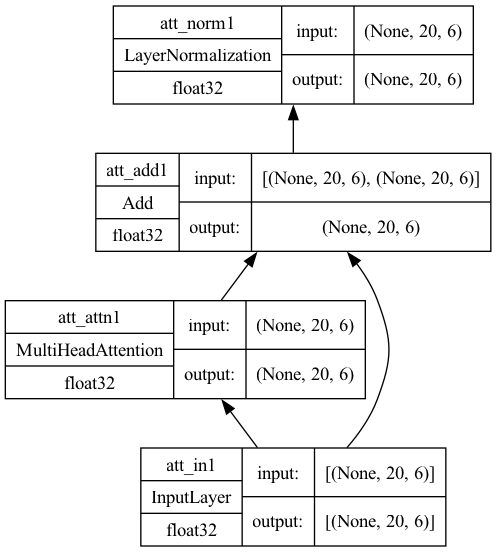 att_norm1
LayerNormalization
float32
input:
(None, 20, 6)
output:
(None, 20, 6)
att_add1
Add
float32
input:
[(None, 20, 6), (None, 20, 6)]
output:
(None, 20, 6)
att_attn1
MultiHeadAttention
float32
input:
(None, 20, 6)
output:
(None, 20, 6)
att_in1
InputLayer
float32
input:
[(None, 20, 6)]
output:
[(None, 20, 6)]